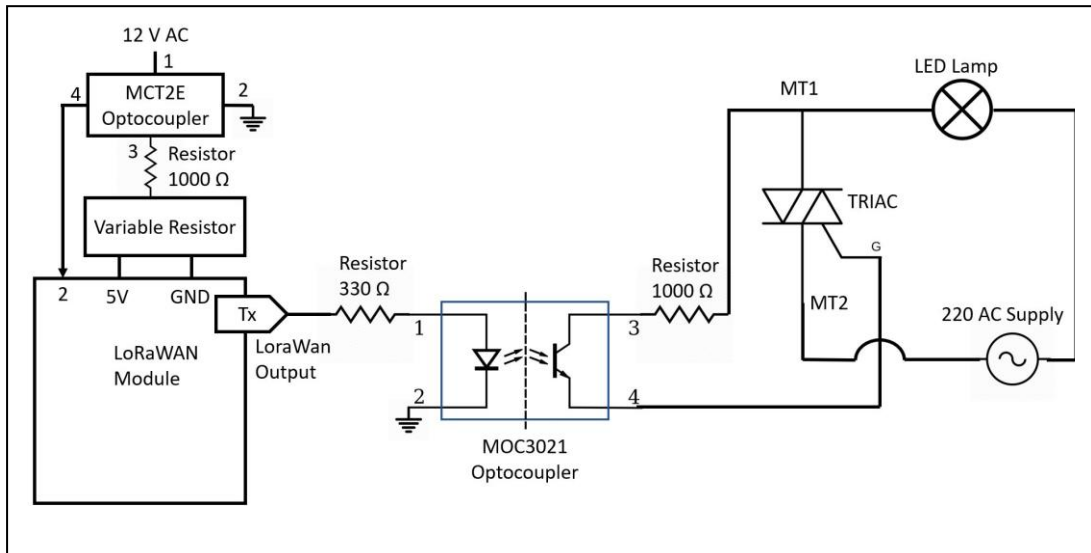 12 V AC
1
4
MCT2E
Optocoupler
2
3
Resistor
1000 Ω
Variable Resistor
2
5V
GND
Tx
LoRaWAN
Module
LoraWan
Output
Resistor
330 Ω
1
2
MOC3021
Optocoupler
3
4
Resistor
1000 Ω
MT1
LED Lamp
TRIAC
G
MT2
220 AC Supply